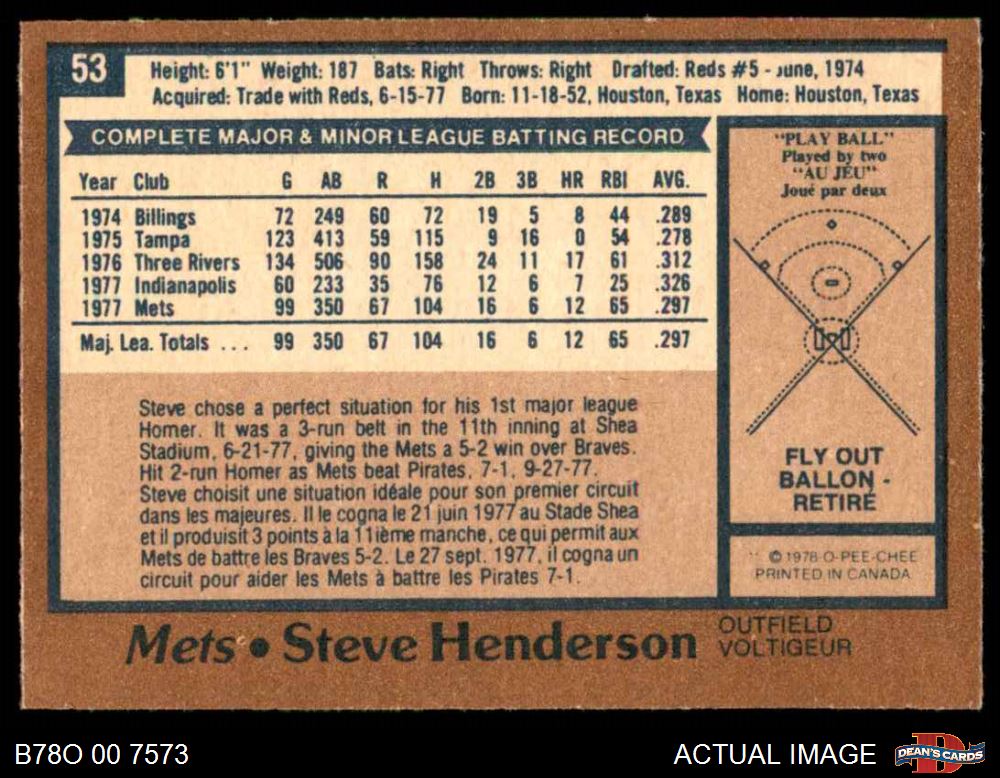 53
Height: 6'1" Weight: 187 Bats: Right Throws: Right Drafted: Reds #5 - June, 1974
Acquired: Trade with Reds, 6-15-77 Born: 11-18-52, Houston, Texas Home: Houston, Texas
COMPLETE MAJOR & MINOR LEAGUE BATTING RECORD
Year Club G AB R H 2B 3B HR RBI AVG.
1974 Billings 72 249 60 72 19 5 8 44 .289
1975 Tampa 123 413 59 115 9 16 0 54 .278
1976 Three Rivers 134 506 90 158 24 11 17 61 .312
1977 Indianapolis 60 233 35 76 12 6 7 25 .326
1977 Mets 99 350 67 104 16 6 12 65 .297
Maj. Lea. Totals ... 99 350 67 104 16 6 12 65 .297
Steve chose a perfect situation for his 1st major league
Homer. It was a 3-run belt in the 11th inning at Shea
Stadium, 6-21-77, giving the Mets a 5-2 win over Braves.
Hit 2-run Homer as Mets beat Pirates, 7-1, 9-27-77.
Steve choisit une situation idéale pour son premier circuit
dans les majeures. Il le cogna le 21 juin 1977 au Stade Shea
et il produisit 3 points à la 11ième manche, ce qui permit aux
Mets de battre les Braves 5-2. Le 27 sept. 1977, il cogna un
circuit pour aider les Mets à battre les Pirates 7-1.
"PLAY BALL"
Played by two
"AU JEU"
Joué par deux
FLY OUT
BALLON -
RETIRÉ
© 1978 O-PEE-CHEE
PRINTED IN CANADA
Mets • Steve Henderson
OUTFIELD
VOLTIGEUR
B78O 00 7573
ACTUAL IMAGE
DEAN'S CARDS